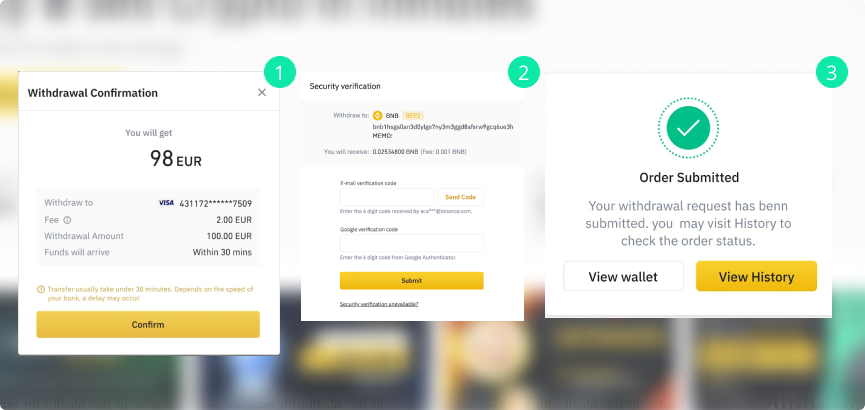 1
Withdrawal Confirmation
You will get
98 EUR
Withdraw to VISA 431172******7509
Fee 2.00 EUR
Withdrawal Amount 100.00 EUR
Funds will arrive Within 30 mins
Transfer usually take under 30 minutes. Depends on the speed of
your bank, a delay may occur.
Confirm
2
Security verification
Withdraw to: BNB BEP2
MEMO:
You will receive: 0.02534800 BNB (Fee: 0.001 BNB)
E-mail verification code
Send Code
Enter the 6 digit code received by aca***@binance.com.
Google verification code
Enter the 6 digit code from Google Authenticator.
Submit
Security verification unavailable?
3
Order Submitted
Your withdrawal request has benn
submitted. you may visit History to
check the order status.
View wallet
View History